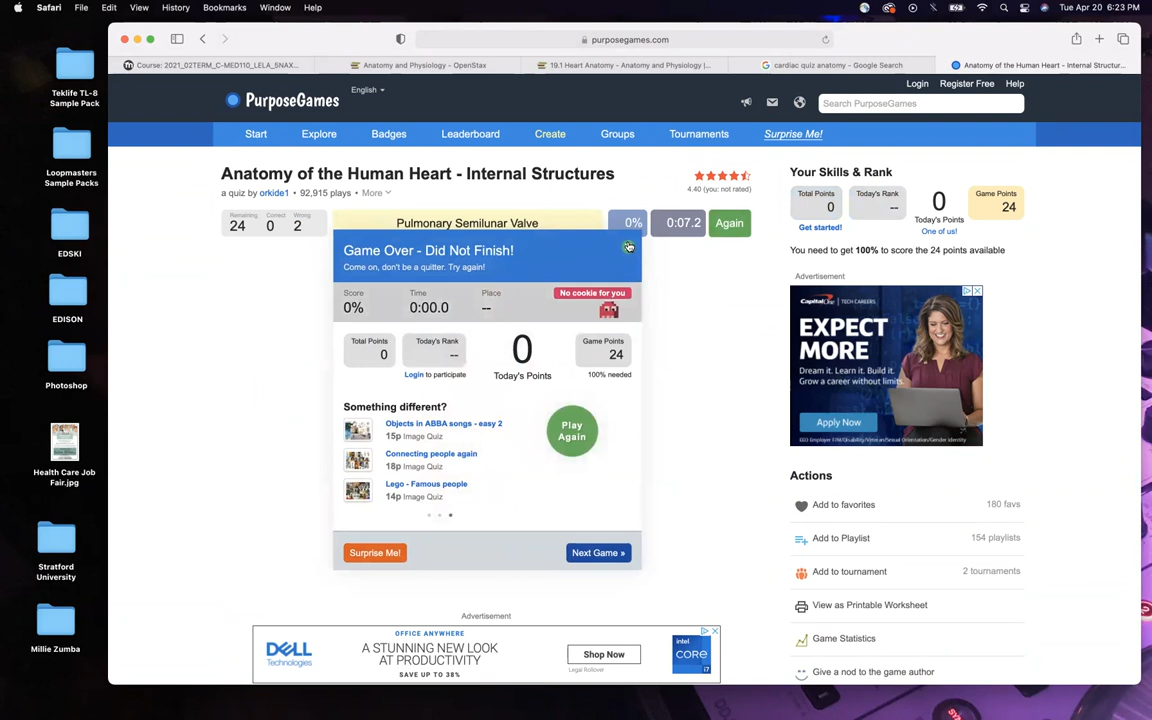 Safari File Edit View History Bookmarks Window Help
Tue Apr 20 6:23 PM
purposegames.com
Course: 2021_02TERM_C-MED110_LELA_5NAX...
Anatomy and Physiology - OpenStax
19.1 Heart Anatomy - Anatomy and Physiology |...
cardiac quiz anatomy - Google Search
Anatomy of the Human Heart - Internal Structur...
Teklife TL-8
Sample Pack
Loopmasters
Sample Packs
EDSKI
EDISON
Photoshop
Health Care Job
Fair.jpg
Stratford
University
Millie Zumba
PurposeGames
English
Login Register Free Help
Search PurposeGames
Start Explore Badges Leaderboard Create Groups Tournaments Surprise Me!
Anatomy of the Human Heart - Internal Structures
a quiz by orkide1 • 92,915 plays • More
4.40 (you: not rated)
Remaining Correct Wrong
24 0 2
Pulmonary Semilunar Valve
0% 0:07.2 Again
Game Over - Did Not Finish!
Come on, don't be a quitter. Try again!
Score Time Place
0% 0:00.0 --
No cookie for you
Total Points
0
Today's Rank
--
Login to participate
0
Today's Points
Game Points
24
100% needed
Something different?
Objects in ABBA songs - easy 2
15p Image Quiz
Connecting people again
18p Image Quiz
Lego - Famous people
14p Image Quiz
Play
Again
Surprise Me!
Next Game »
Your Skills & Rank
Total Points
0
Get started!
Today's Rank
--
0
Today's Points
One of us!
Game Points
24
You need to get 100% to score the 24 points available
Advertisement
Capital One TECH CAREERS
EXPECT
MORE
Dream it. Learn it. Build it.
Grow a career without limits.
Apply Now
Actions
Add to favorites 180 favs
Add to Playlist 154 playlists
Add to tournament 2 tournaments
View as Printable Worksheet
Game Statistics
Give a nod to the game author
Advertisement
DELL
Technologies
OFFICE ANYWHERE
A STUNNING NEW LOOK
AT PRODUCTIVITY
SAVE UP TO 38%
Shop Now
Legal Rollover
intel
CORE
i7